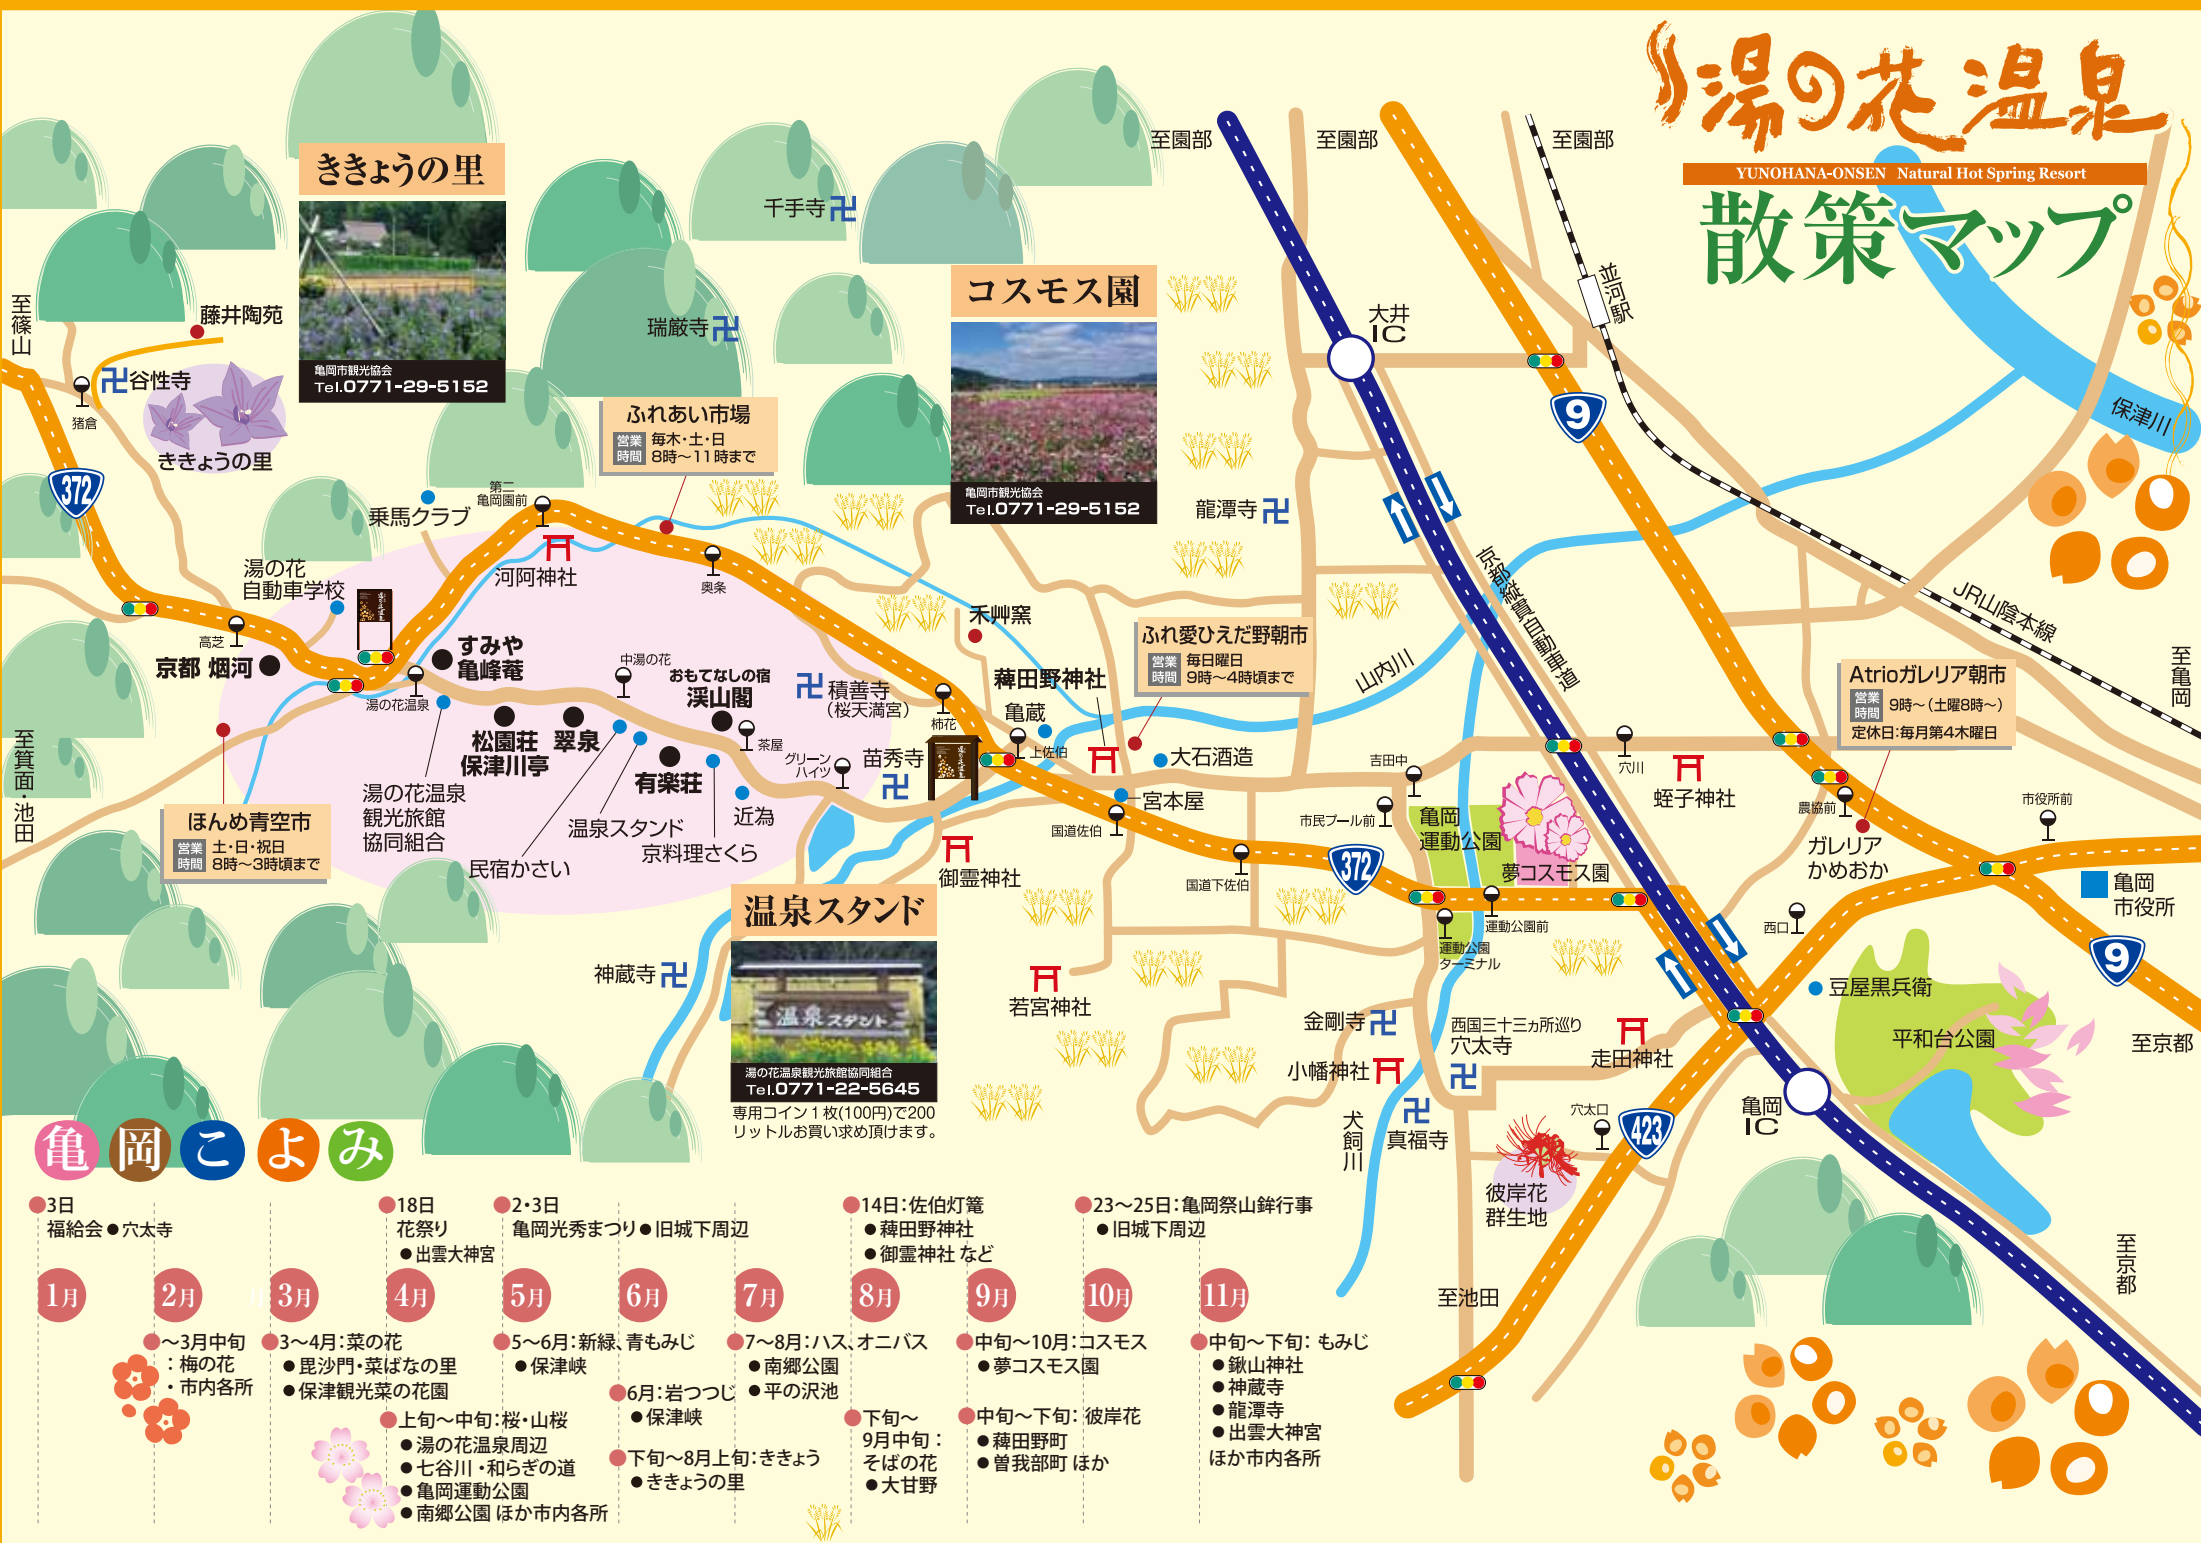 湯の花温泉
YUNOHANA-ONSEN Natural Hot Spring Resort
散策マップ
至園部
至園部
至園部
ききょうの里
亀岡市観光協会
Tel.0771-29-5152
千手寺
瑞厳寺
コスモス園
亀岡市観光協会
Tel.0771-29-5152
大井
IC
並河駅
9
保津川
至篠山
藤井陶苑
谷性寺
猪倉
ききょうの里
372
ふれあい市場
営業時間
毎木・土・日
8時～11時まで
乗馬クラブ
第二
亀岡園前
河阿神社
奥条
龍潭寺
京都縦貫自動車道
JR山陰本線
至亀岡
湯の花
自動車学校
高芝
京都 烟河
すみや
亀峰菴
湯の花温泉
中湯の花
おもてなしの宿
渓山閣
茶屋
積善寺
(桜天満宮)
柿花
禾艸窯
薭田野神社
亀蔵
上佐伯
ふれ愛ひえだ野朝市
営業時間
毎日曜日
9時～4時頃まで
山内川
大石酒造
吉田中
穴川
蛭子神社
Atrioガレリア朝市
営業時間
9時～(土曜8時～)
定休日:毎月第4木曜日
至箕面・池田
ほんめ青空市
営業時間
土・日・祝日
8時～3時頃まで
松園荘
保津川亭
翠泉
有楽荘
グリーン
ハイツ
苗秀寺
湯の花温泉
観光旅館
協同組合
民宿かさい
温泉スタンド
京料理さくら
近為
宮本屋
国道佐伯
御霊神社
国道下佐伯
372
市民プール前
亀岡
運動公園
夢コスモス園
運動公園前
運動公園
ターミナル
農協前
ガレリア
かめおか
市役所前
亀岡
市役所
西口
9
至京都
豆屋黒兵衛
平和台公園
神蔵寺
温泉スタンド
温泉スタンド
湯の花温泉観光旅館協同組合
Tel.0771-22-5645
専用コイン1枚(100円)で200
リットルお買い求め頂けます。
若宮神社
金剛寺
小幡神社
西国三十三ヵ所巡り
穴太寺
走田神社
犬飼川
真福寺
穴太口
423
亀岡
IC
彼岸花
群生地
至池田
至京都
亀岡こよみ
3日
福給会 ●穴太寺
18日
花祭り
●出雲大神宮
2・3日
亀岡光秀まつり●旧城下周辺
14日:佐伯灯篭
●薭田野神社
●御霊神社 など
23～25日:亀岡祭山鉾行事
●旧城下周辺
1月
2月
3月
4月
5月
6月
7月
8月
9月
10月
11月
～3月中旬
:梅の花
・市内各所
3～4月:菜の花
●毘沙門・菜ばなの里
●保津観光菜の花園
上旬～中旬:桜・山桜
●湯の花温泉周辺
●七谷川・和らぎの道
●亀岡運動公園
●南郷公園 ほか市内各所
5～6月:新緑、青もみじ
●保津峡
6月:岩つつじ
●保津峡
下旬～8月上旬:ききょう
●ききょうの里
7～8月:ハス、オニバス
●南郷公園
●平の沢池
下旬～
9月中旬:
そばの花
●大甘野
中旬～10月:コスモス
●夢コスモス園
中旬～下旬:彼岸花
●薭田野町
●曽我部町 ほか
中旬～下旬:もみじ
●鍬山神社
●神蔵寺
●龍潭寺
●出雲大神宮
ほか市内各所